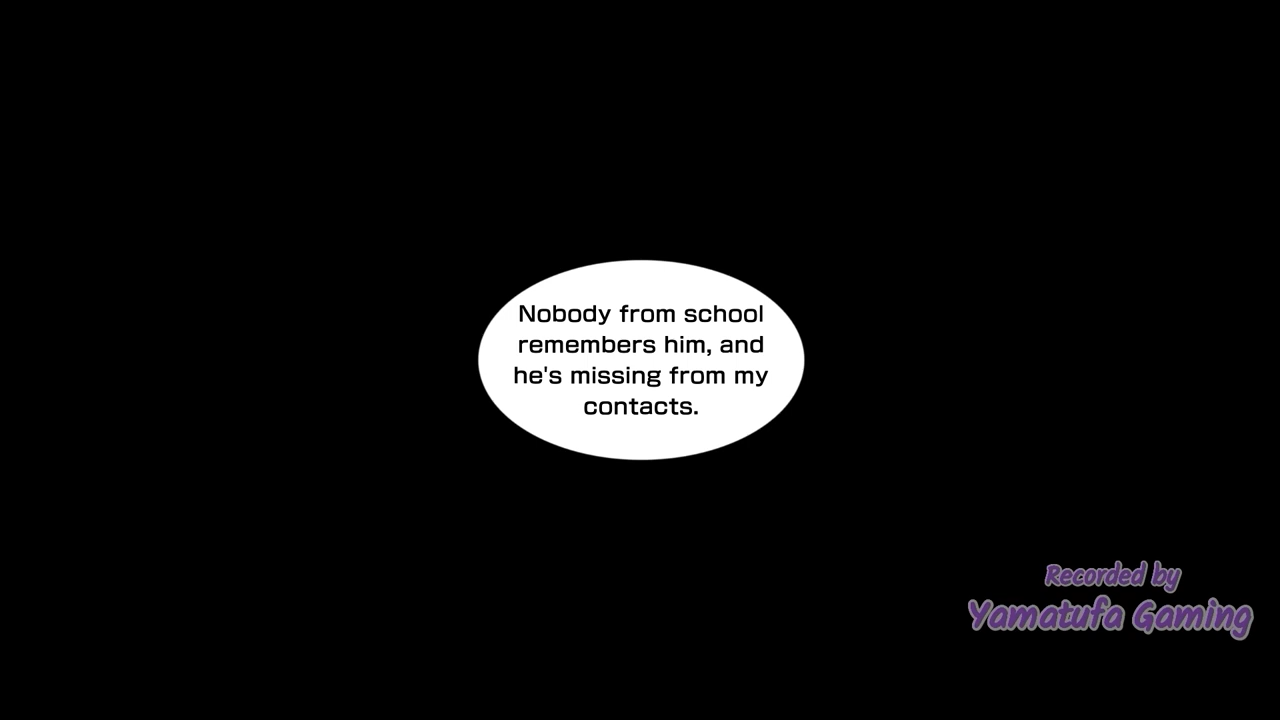 Nobody from school
remembers him, and
he's missing from my
contacts.
Recorded by
Yamatufa Gaming